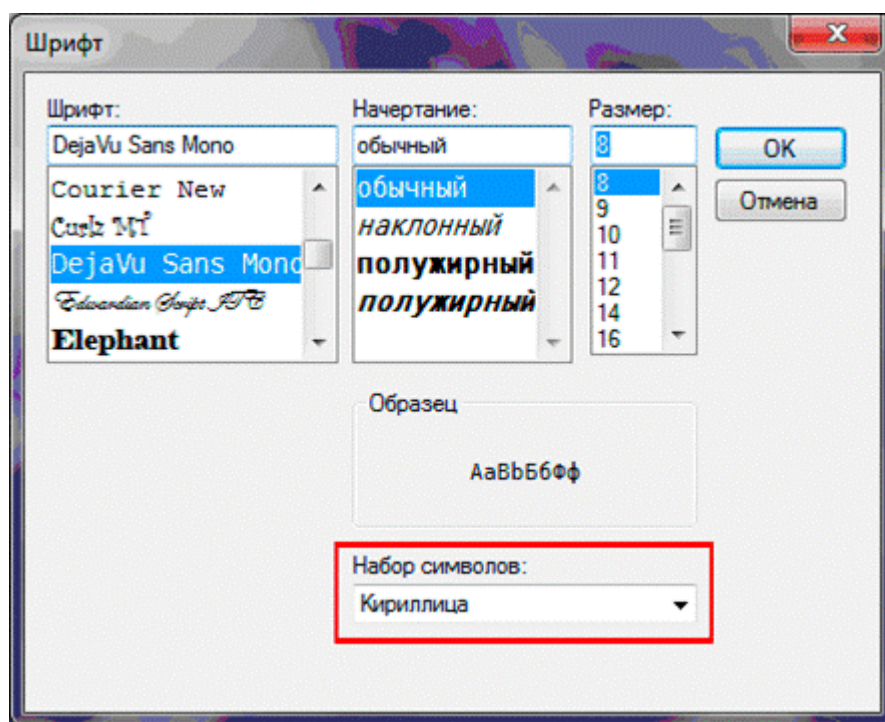 Шрифт
Шрифт:
DejaVu Sans Mono
Courier New
Curlz MT
DejaVu Sans Mono
Edwardian Script ITC
Elephant
Начертание:
обычный
обычный
наклонный
полужирный
полужирный
Размер:
8
8
9
10
11
12
14
16
OK
Отмена
Образец
АаВbБбФф
Набор символов:
Кириллица